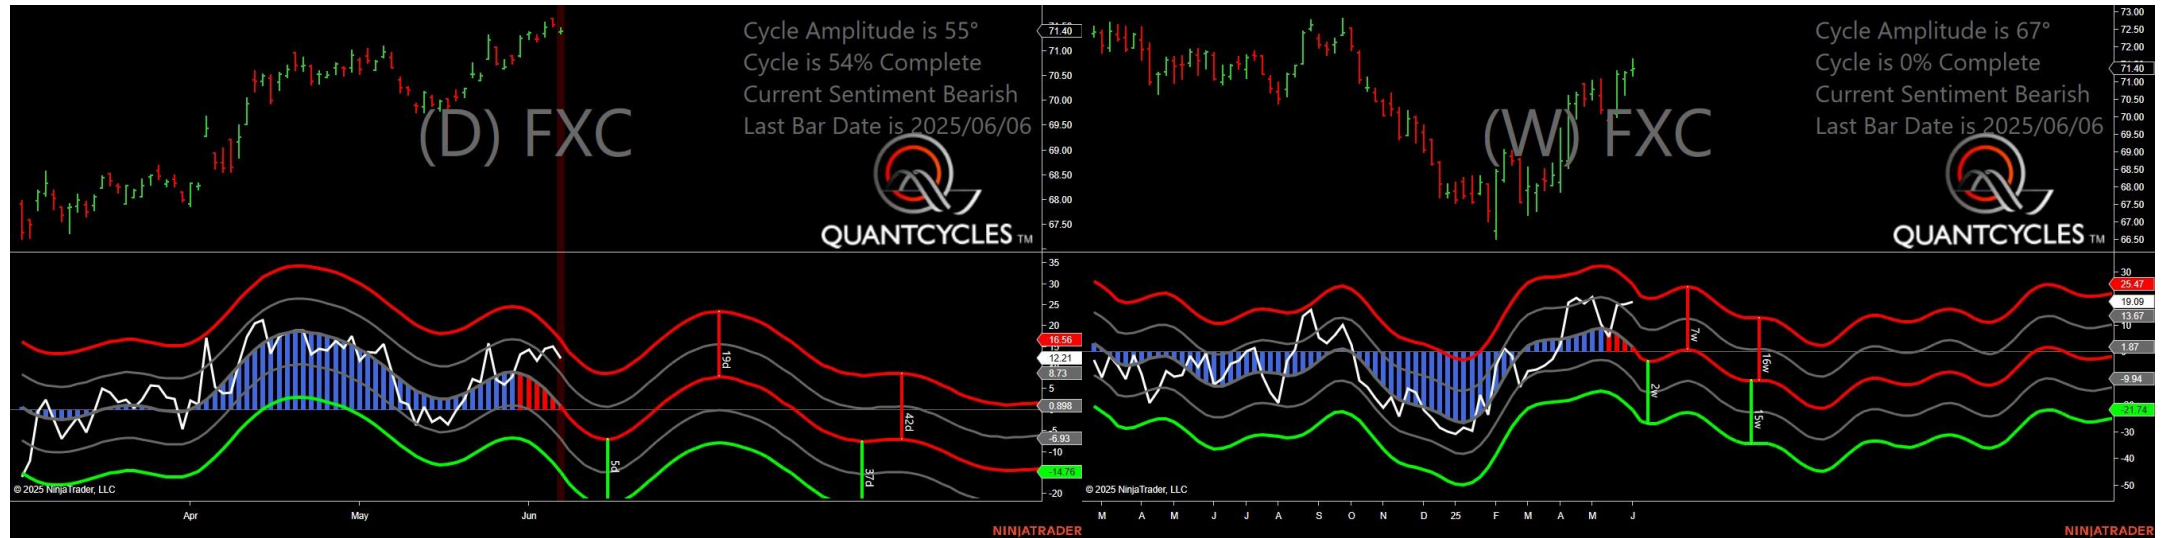 Cycle Amplitude is 55°
Cycle is 54% Complete
Current Sentiment Bearish
Last Bar Date is 2025/06/06
(D) FXC
QUANTCYCLES TM
71.40
71.00
70.50
70.00
69.50
69.00
68.50
68.00
67.50
35
30
25
20
16.56
12.21
8.73
5
0.898
-6.93
-10
-14.76
-20
19d
42d
5d
37d
© 2025 NinjaTrader, LLC
Apr May Jun
NINJATRADER
Cycle Amplitude is 67°
Cycle is 0% Complete
Current Sentiment Bearish
Last Bar Date is 2025/06/06
(W) FXC
QUANTCYCLES TM
73.00
72.50
72.00
71.40
71.00
70.50
70.00
69.50
69.00
68.50
68.00
67.50
67.00
66.50
30
25.47
19.09
13.67
10
1.87
-9.94
-21.74
-30
-40
-50
7w
16w
2w
15w
© 2025 NinjaTrader, LLC
M A M J J A S O N D 25 F M A M J
NINJATRADER